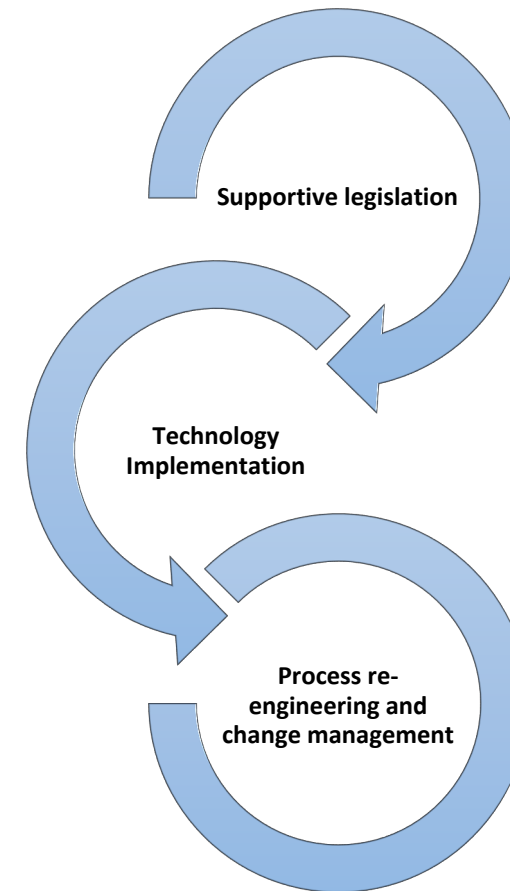 Supportive legislation
Technology
Implementation
Process re-
engineering and
change management